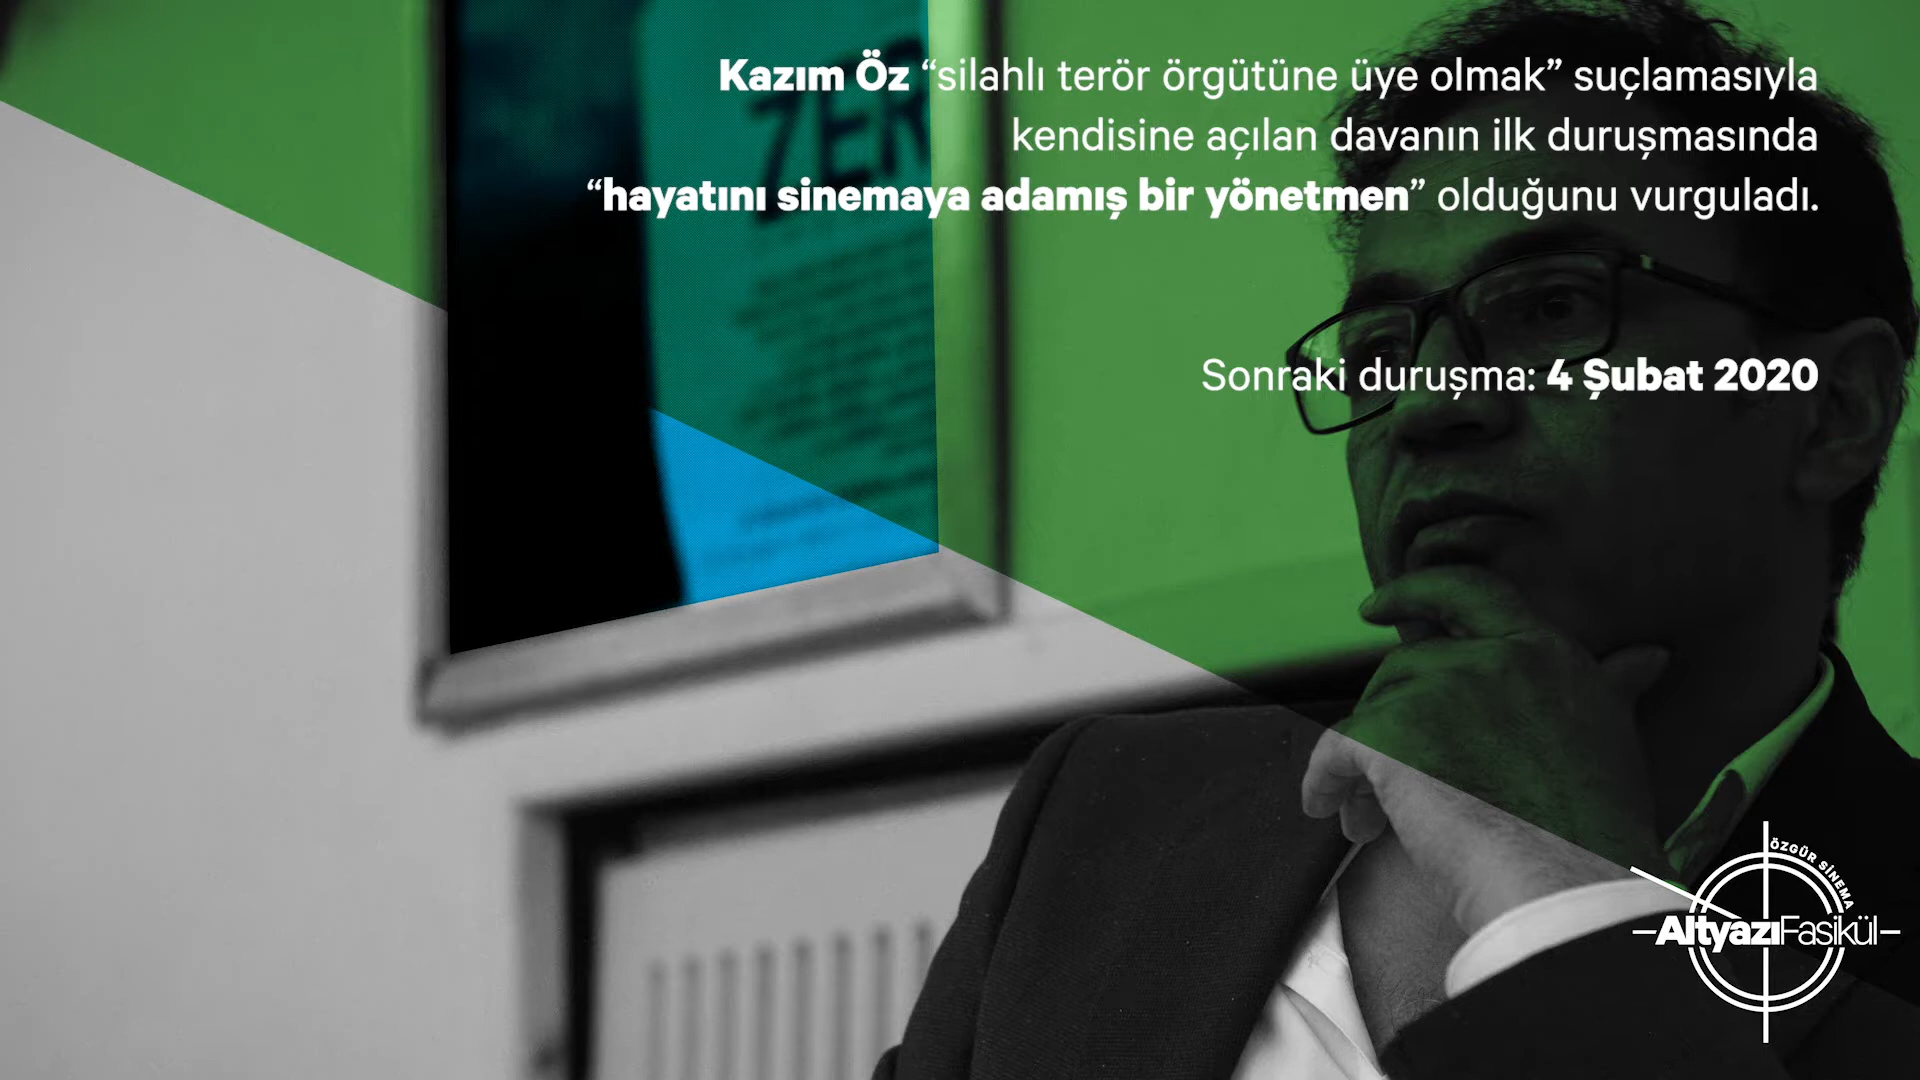 Kazım Öz “silahlı terör örgütüne üye olmak” suçlamasıyla
kendisine açılan davanın ilk duruşmasında
“hayatını sinemaya adamış bir yönetmen” olduğunu vurguladı.
Sonraki duruşma: 4 Şubat 2020
ZER
ÖZGÜR SİNEMA
AltyazıFasikül